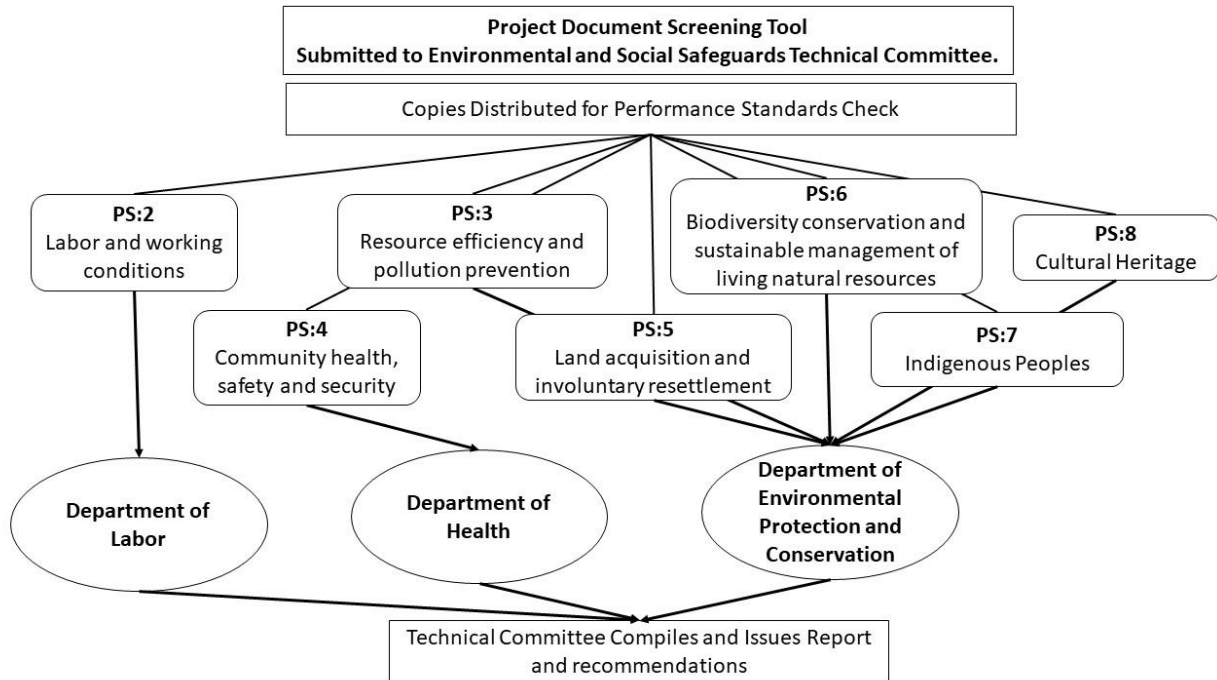 Project Document Screening Tool
Submitted to Environmental and Social Safeguards Technical Committee.
Copies Distributed for Performance Standards Check
PS:2
Labor and working
conditions
PS:3
Resource efficiency and
pollution prevention
PS:6
Biodiversity conservation and
sustainable management of
living natural resources
PS:8
Cultural Heritage
PS:4
Community health,
safety and security
PS:5
Land acquisition and
involuntary resettlement
PS:7
Indigenous Peoples
Department of
Labor
Department of
Health
Department of
Environmental
Protection and
Conservation
Technical Committee Compiles and Issues Report
and recommendations